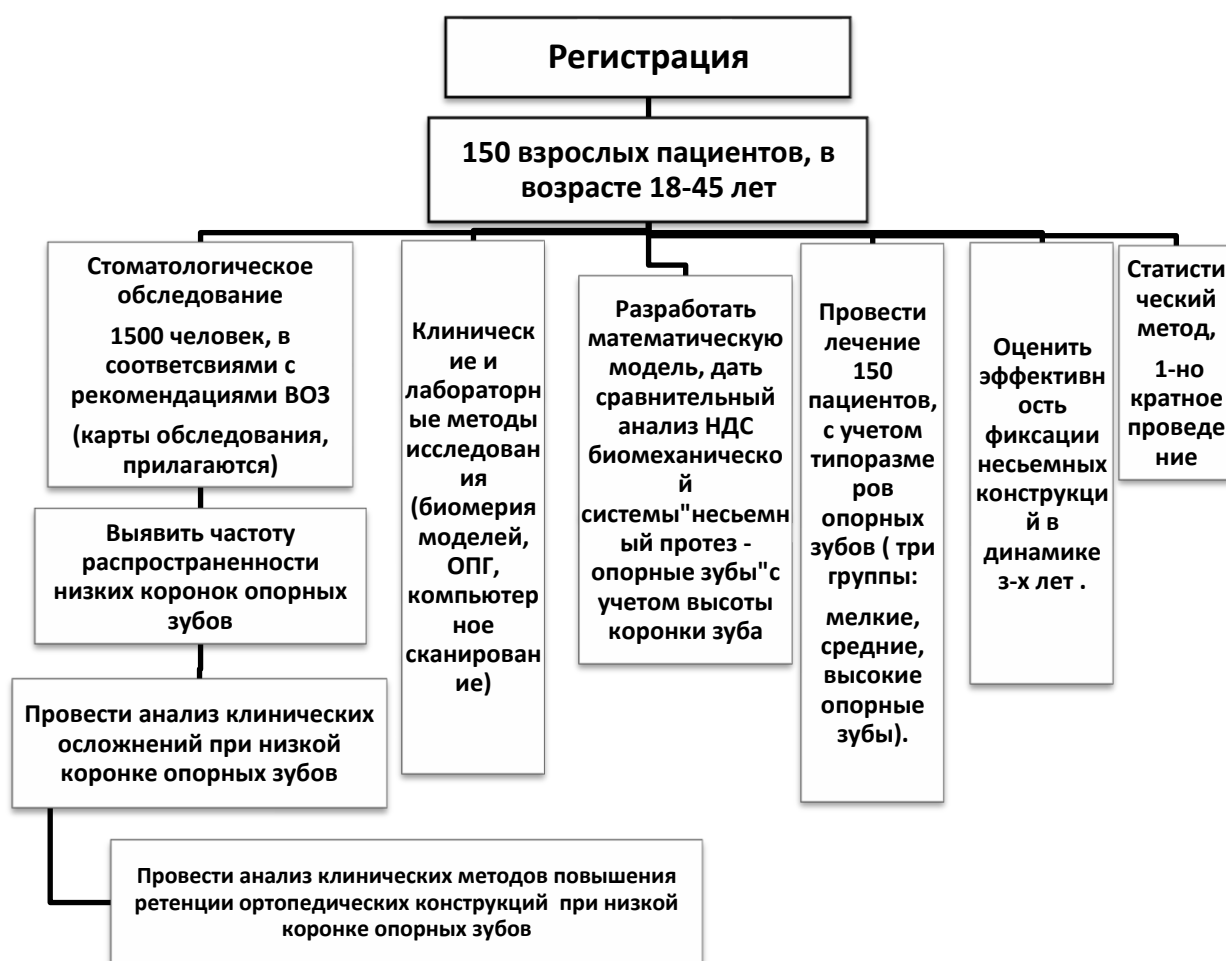 Регистрация
150 взрослых пациентов, в
возрасте 18-45 лет
Стоматологическое
обследование
1500 человек, в
соответсвиями с
рекомендациями ВОЗ
(карты обследования,
прилагаются)
Выявить частоту
распространенности
низких коронок опорных
зубов
Провести анализ клинических
осложнений при низкой
коронке опорных зубов
Провести анализ клинических методов повышения
ретенции ортопедических конструкций при низкой
коронке опорных зубов
Клиническ
ие и
лабораторн
ые методы
исследован
ия
(биомерия
моделей,
ОПГ,
компьютер
ное
сканирован
ие)
Разработать
математическую
модель, дать
сравнительный
анализ НДС
биомеханическо
й
системы"несьемн
ый протез -
опорные зубы"с
учетом высоты
коронки зуба
Провести
лечение
150
пациентов,
с учетом
типоразме
ров
опорных
зубов ( три
группы:
мелкие,
средние,
высокие
опорные
зубы).
Оценить
эффективн
ость
фиксации
несьемных
конструкци
й в
динамике
з-х лет .
Статисти
ческий
метод,
1-но
кратное
проведе
ние